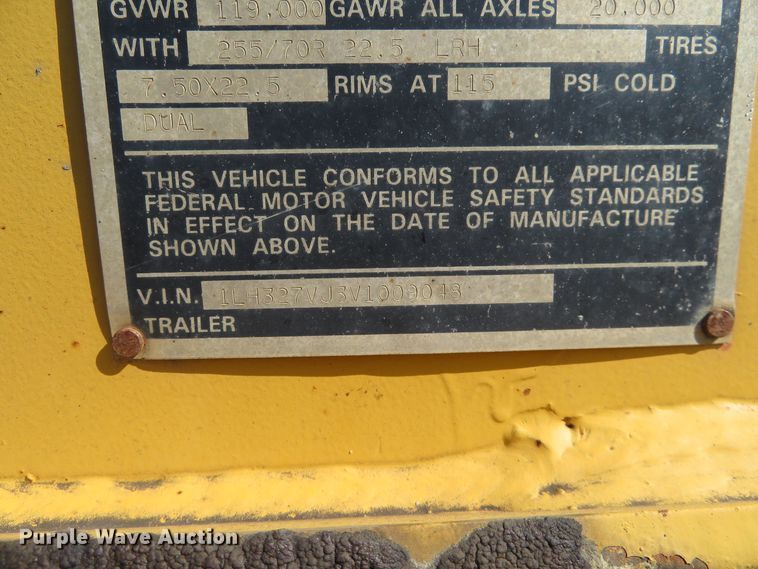 GVWR 119,000 GAWR ALL AXLES 20,000
WITH 255/70R 22.5 LRH TIRES
7.50X22.5 RIMS AT 115 PSI COLD
DUAL
THIS VEHICLE CONFORMS TO ALL APPLICABLE
FEDERAL MOTOR VEHICLE SAFETY STANDARDS
IN EFFECT ON THE DATE OF MANUFACTURE
SHOWN ABOVE.
V.I.N. 1LH327VJ3V1009048
TRAILER
Purple Wave Auction